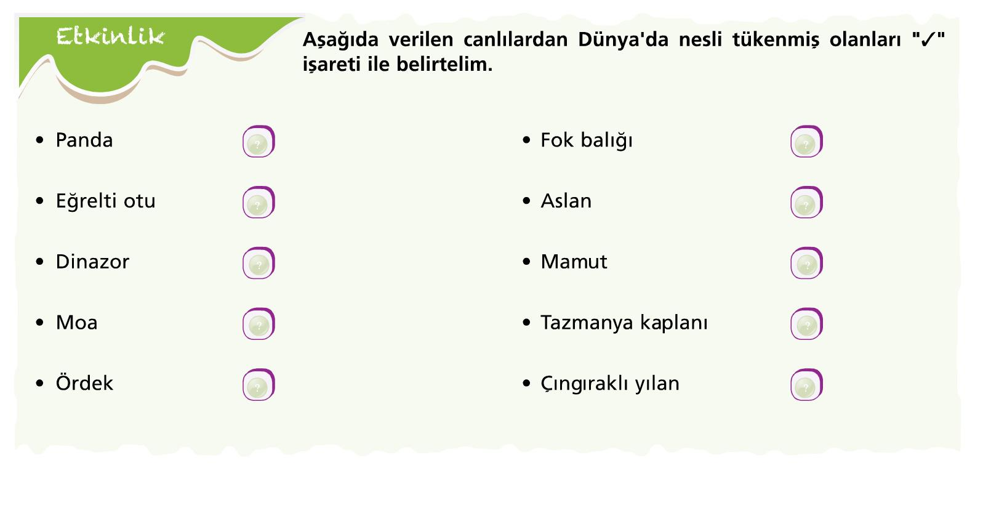 Etkinlik
Aşağıda verilen canlılardan Dünya'da nesli tükenmiş olanları "✓"
işareti ile belirtelim.
• Panda ?
• Eğrelti otu ?
• Dinazor ?
• Moa ?
• Ördek ?
• Fok balığı ?
• Aslan ?
• Mamut ?
• Tazmanya kaplanı ?
• Çıngıraklı yılan ?